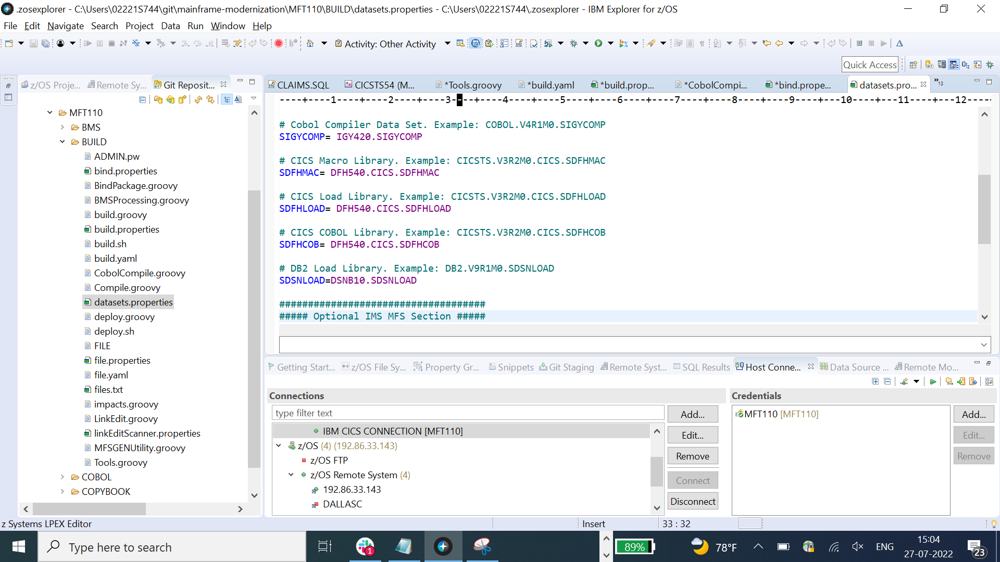 .zosexplorer - C:\Users\02221S744\git\mainframe-modernization\MFT110\BUILD\datasets.properties - C:\Users\02221S744\.zosexplorer - IBM Explorer for z/OS
File Edit Navigate Search Project Data Run Window Help
Activity: Other Activity
Quick Access
z/OS Proje... Remote Sy... Git Reposit...
CLAIMS.SQL CICSTS54 (M... *Tools.groovy *build.yaml *build.prop... *CobolCompi... *bind.prope... datasets.pro... »13
----+----1----+----2----+----3----+----4----+----5----+----6----+----7----+----8----+----9----+---10----+---11----+---12----
MFT110
BMS
BUILD
ADMIN.pw
bind.properties
BindPackage.groovy
BMSProcessing.groovy
build.groovy
build.properties
build.sh
build.yaml
CobolCompile.groovy
Compile.groovy
datasets.properties
deploy.groovy
deploy.sh
FILE
file.properties
file.yaml
files.txt
impacts.groovy
LinkEdit.groovy
linkEditScanner.properties
MFSGENUtility.groovy
Tools.groovy
COBOL
COPYBOOK
# Cobol Compiler Data Set. Example: COBOL.V4R1M0.SIGYCOMP
SIGYCOMP= IGY420.SIGYCOMP
# CICS Macro Library. Example: CICSTS.V3R2M0.CICS.SDFHMAC
SDFHMAC= DFH540.CICS.SDFHMAC
# CICS Load Library. Example: CICSTS.V3R2M0.CICS.SDFHLOAD
SDFHLOAD= DFH540.CICS.SDFHLOAD
# CICS COBOL Library. Example: CICSTS.V3R2M0.CICS.SDFHCOB
SDFHCOB= DFH540.CICS.SDFHCOB
# DB2 Load Library. Example: DB2.V9R1M0.SDSNLOAD
SDSNLOAD=DSNB10.SDSNLOAD
####################################
##### Optional IMS MFS Section #####
Getting Start... z/OS File Sy... Property Gr... Snippets Git Staging Remote Syst... SQL Results Host Conne... Data Source ... Remote Mo...
Connections
type filter text
IBM CICS CONNECTION [MFT110]
z/OS (4) (192.86.33.143)
z/OS FTP
z/OS Remote System (4)
192.86.33.143
DALLASC
Add...
Edit...
Remove
Connect
Disconnect
Credentials
MFT110 [MFT110]
Add...
Edit...
Remove
z Systems LPEX Editor Insert 33 : 32
Type here to search 1 89% 78°F ENG 15:04
27-07-2022 23